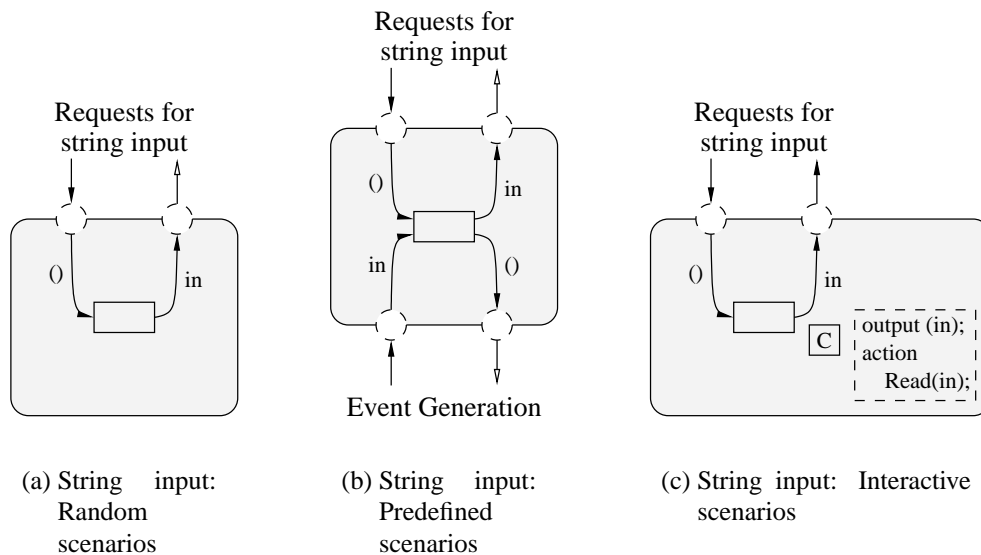 Requests for
string input
()
in
(a) String input:
Random
scenarios
Requests for
string input
()
in
in
()
Event Generation
(b) String input:
Predefined
scenarios
Requests for
string input
()
in
C
output (in);
action
Read(in);
(c) String input: Interactive
scenarios